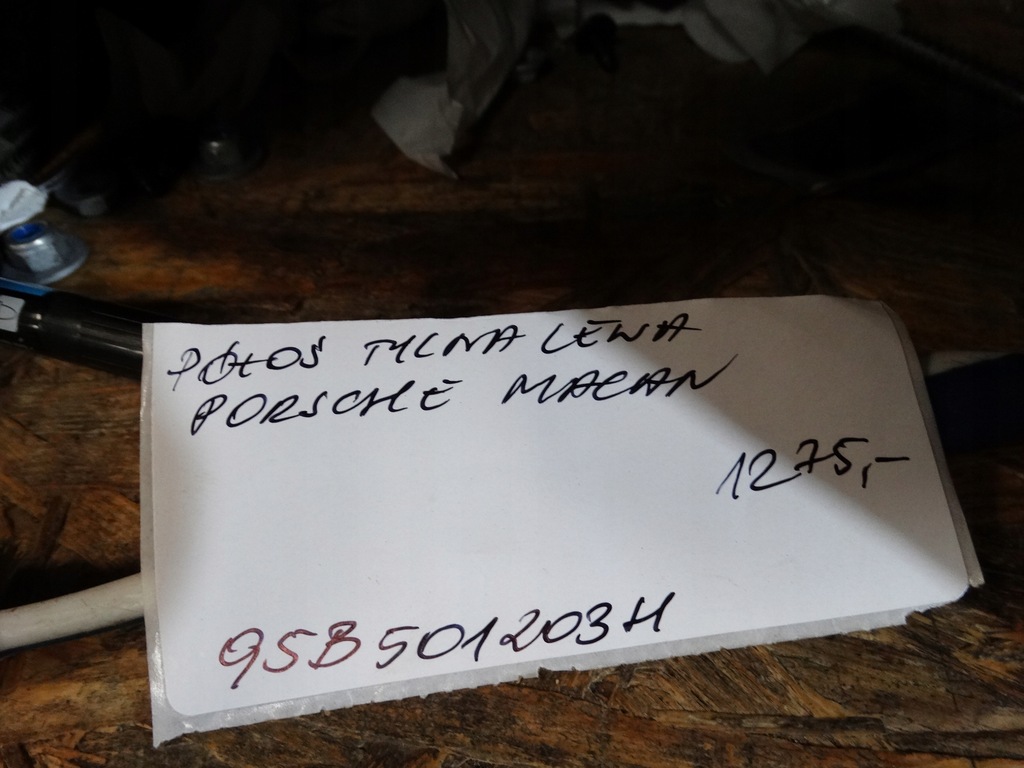 PÓŁOŚ TYLNA LEWA
PORSCHE MACAN
1275,-
95B501203H